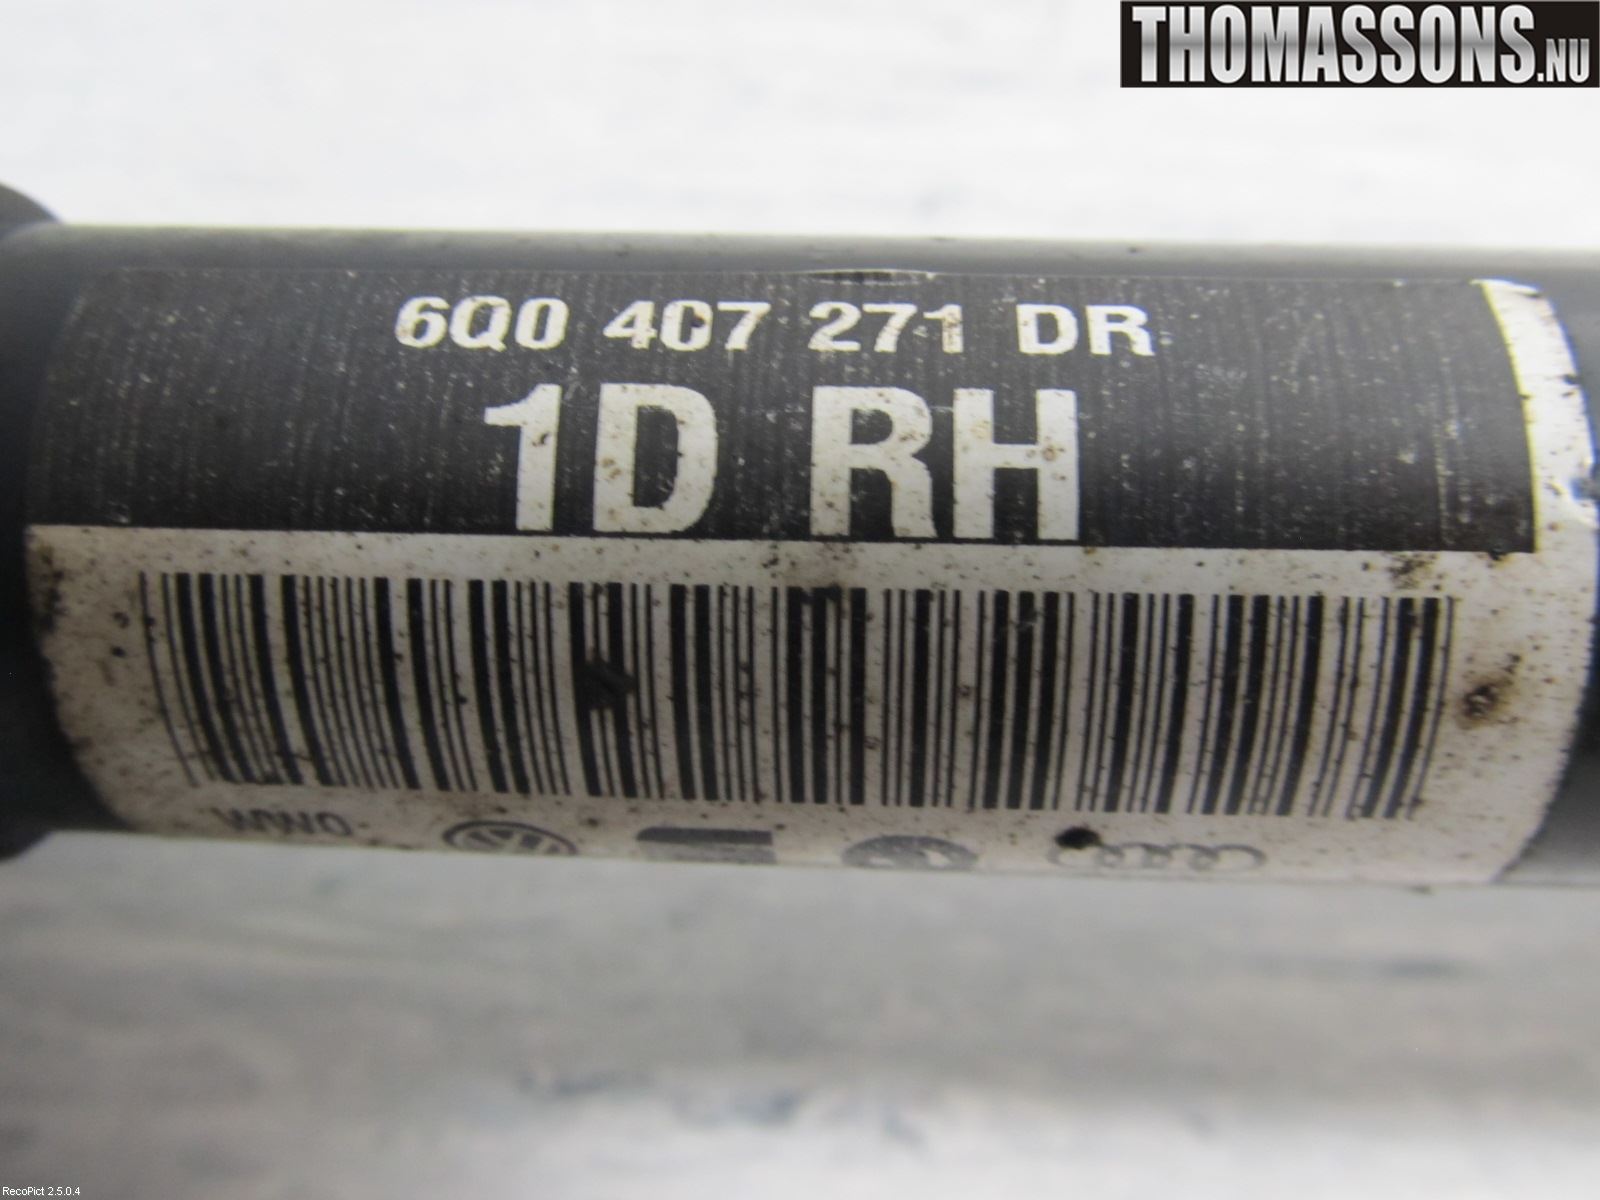 THOMASSONS.NU
6Q0 407 271 DR
1D RH
RecoPict 2.5.0.4